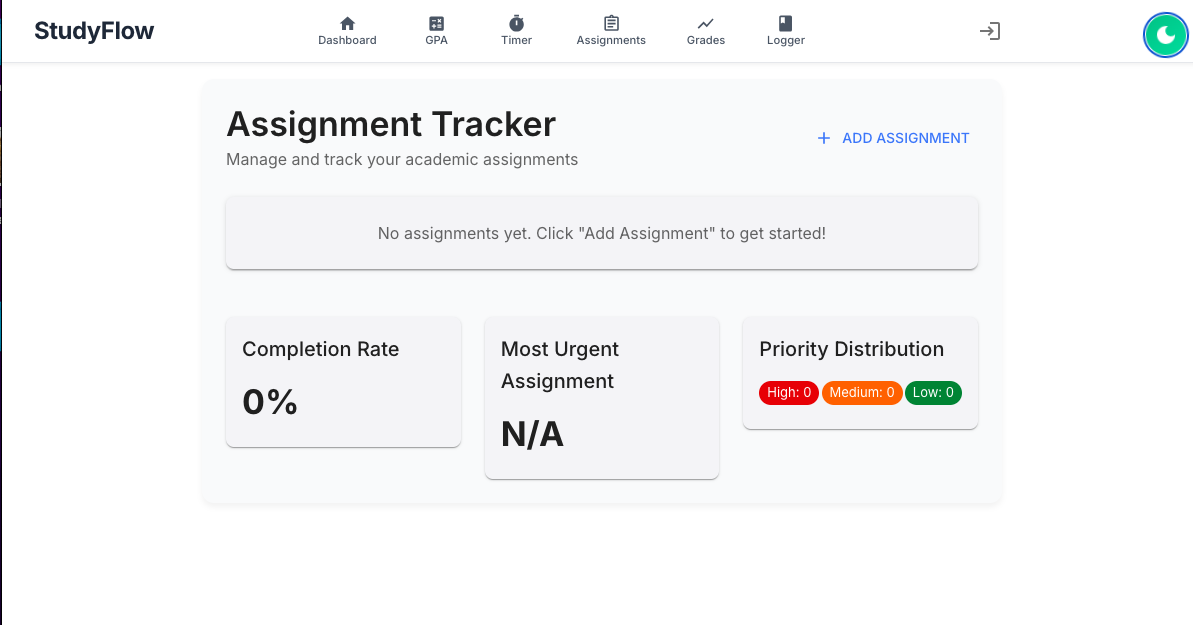 StudyFlow
Dashboard
GPA
Timer
Assignments
Grades
Logger
Assignment Tracker
Manage and track your academic assignments
ADD ASSIGNMENT
No assignments yet. Click "Add Assignment" to get started!
Completion Rate
0%
Most Urgent
Assignment
N/A
Priority Distribution
High: 0
Medium: 0
Low: 0